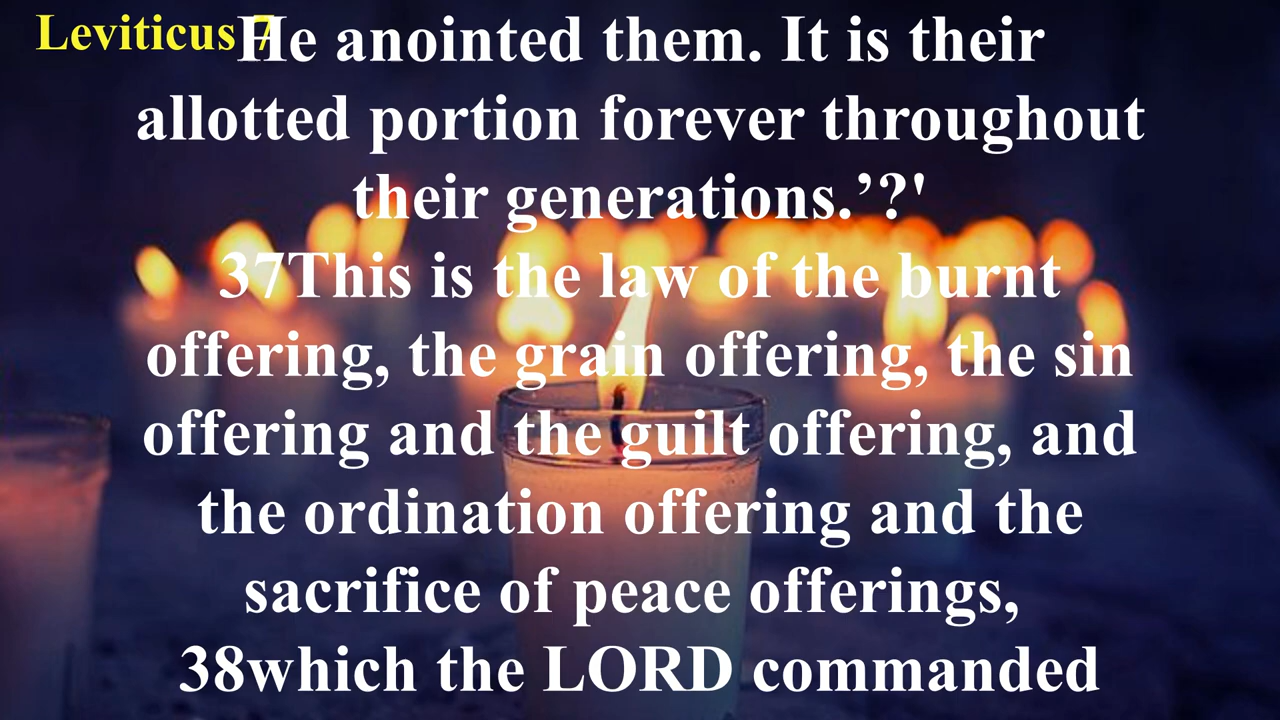 Leviticus 7
He anointed them. It is their
allotted portion forever throughout
their generations.’?'
37This is the law of the burnt
offering, the grain offering, the sin
offering and the guilt offering, and
the ordination offering and the
sacrifice of peace offerings,
38which the LORD commanded